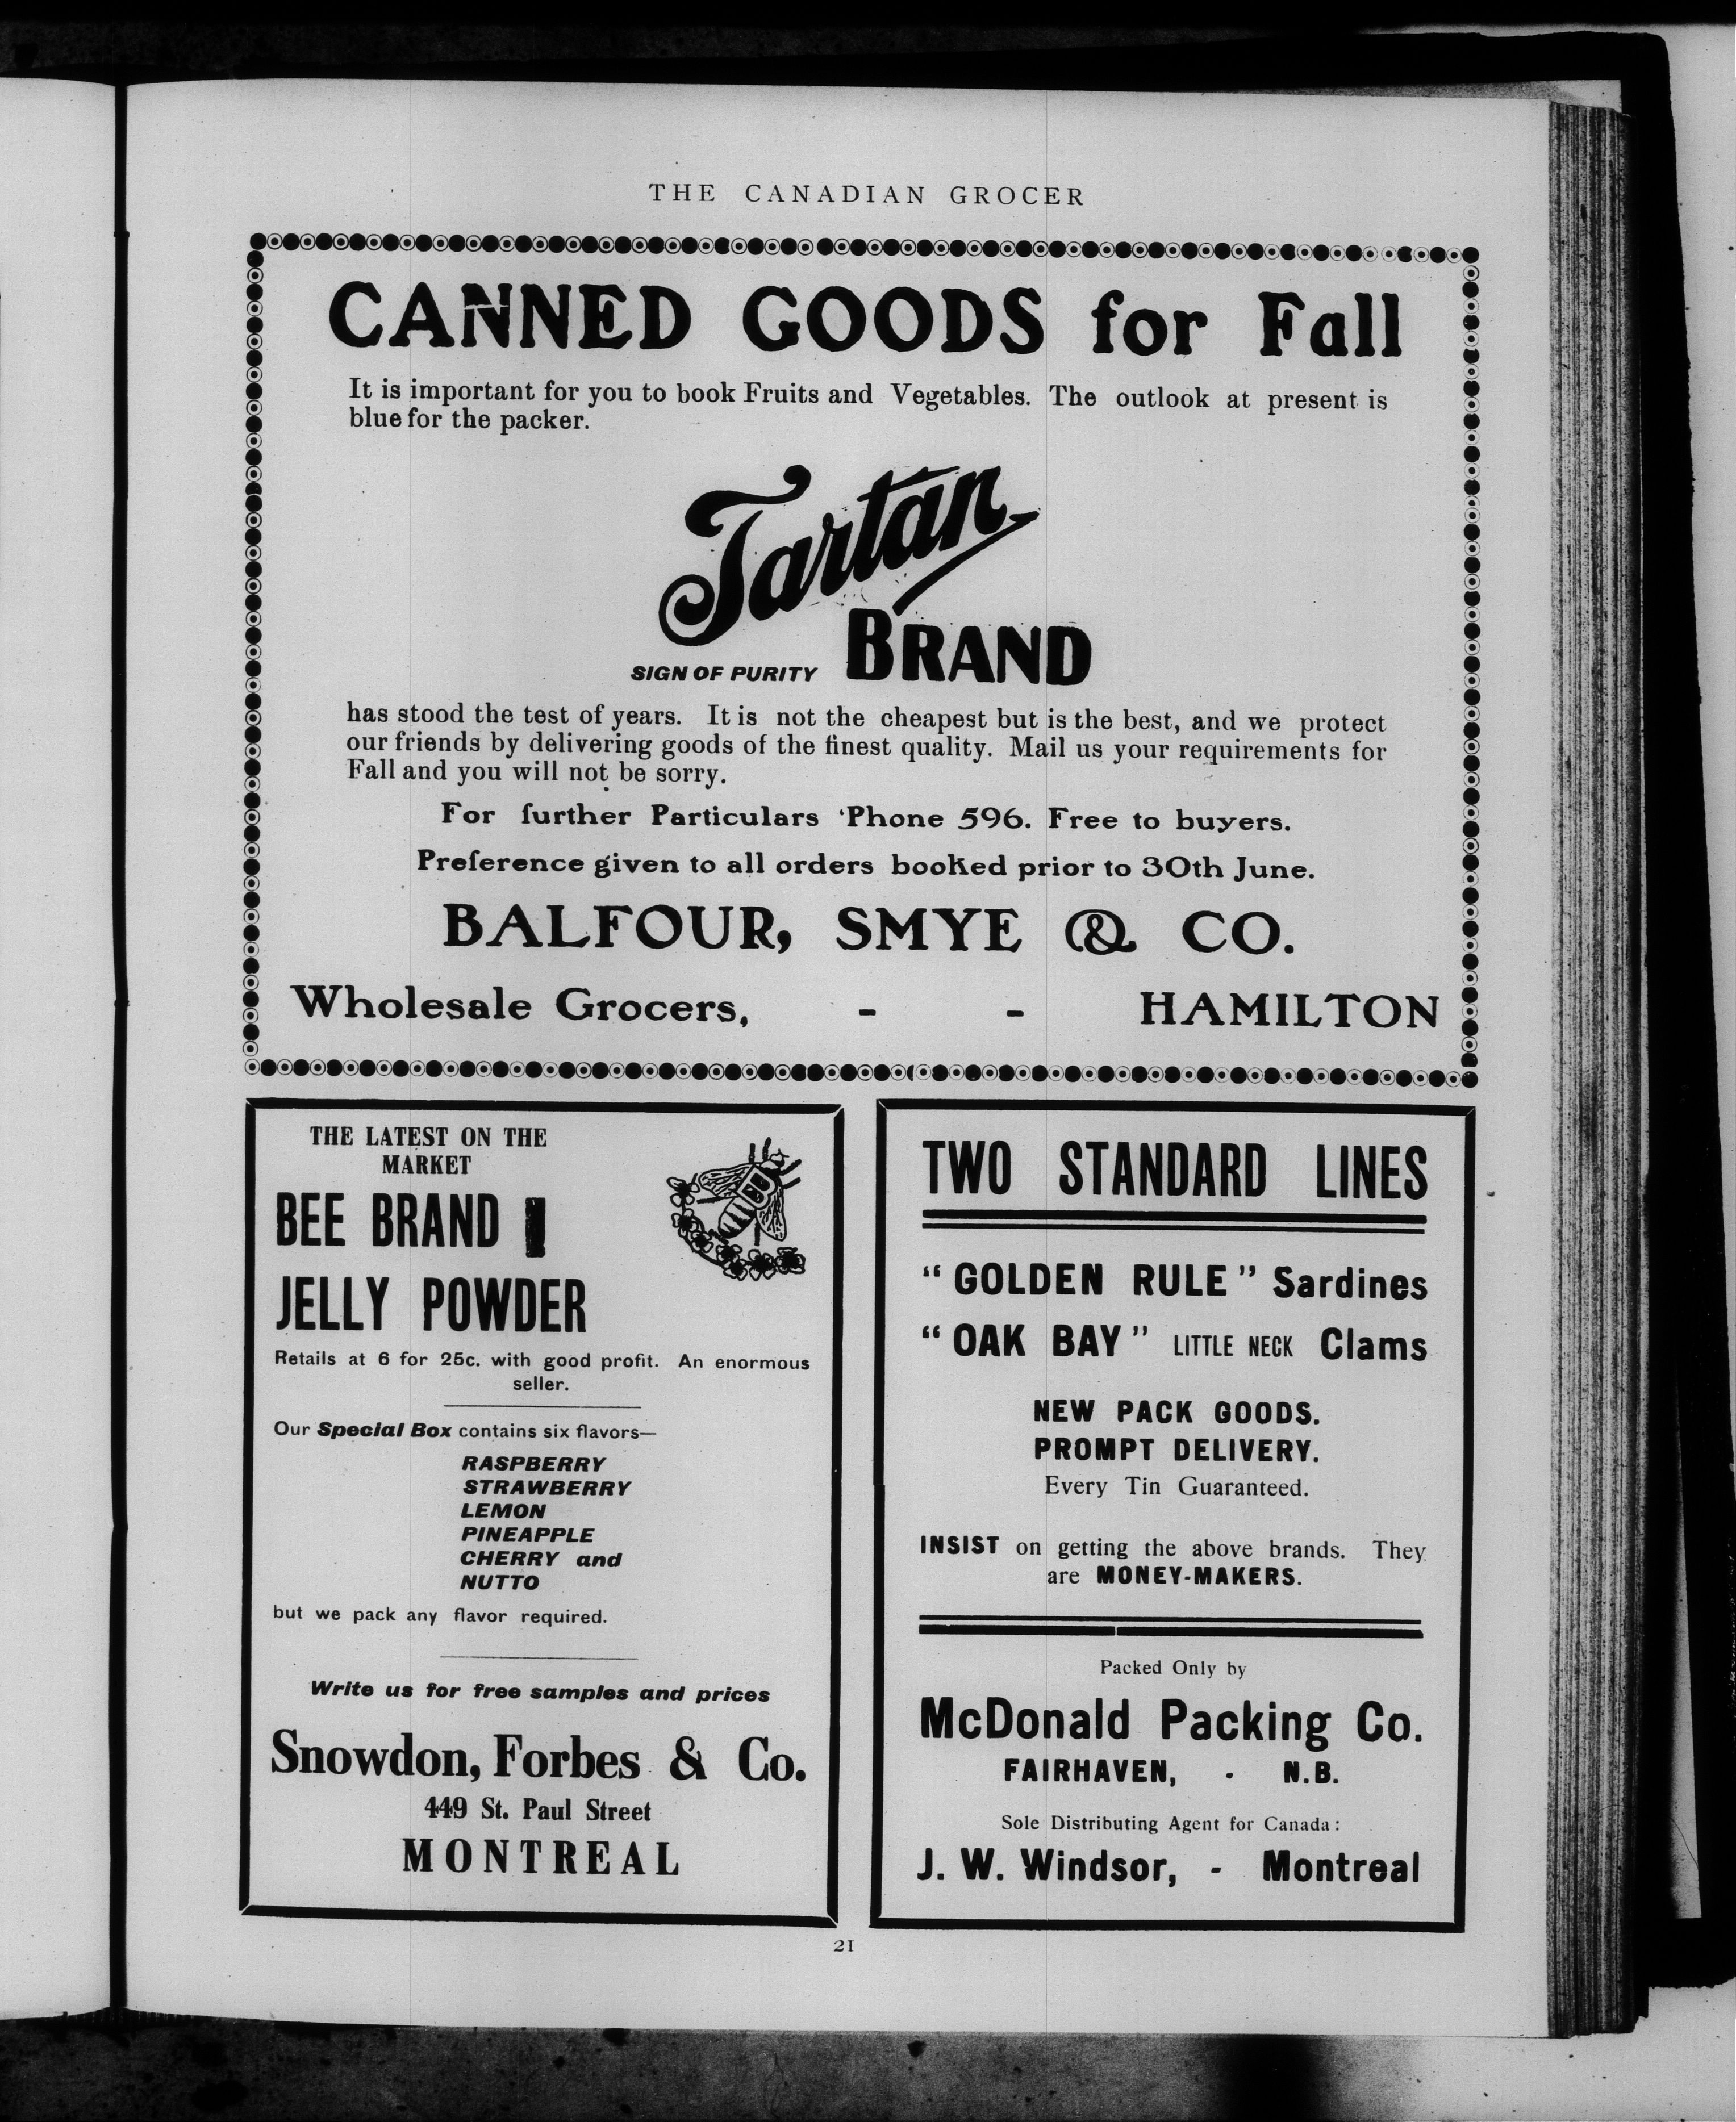 THE CANADIAN GROCER
CANNED GOODS for Fall
It is important for you to book Fruits and Vegetables. The outlook at present is
blue for the packer.
Tartan
BRAND
SIGN OF PURITY
has stood the test of years. It is not the cheapest but is the best, and we protect
our friends by delivering goods of the finest quality. Mail us your requirements for
Fall and you will not be sorry.
For further Particulars 'Phone 596. Free to buyers.
Preference given to all orders booked prior to 30th June.
BALFOUR, SMYE & CO.
Wholesale Grocers, - - HAMILTON
THE LATEST ON THE
MARKET
BEE BRAND
JELLY POWDER
B
Retails at 6 for 25c. with good profit. An enormous
seller.
Our Special Box contains six flavors—
RASPBERRY
STRAWBERRY
LEMON
PINEAPPLE
CHERRY and
NUTTO
but we pack any flavor required.
Write us for free samples and prices
Snowdon, Forbes & Co.
449 St. Paul Street
MONTREAL
TWO STANDARD LINES
"GOLDEN RULE" Sardines
"OAK BAY" LITTLE NECK Clams
NEW PACK GOODS.
PROMPT DELIVERY.
Every Tin Guaranteed.
INSIST on getting the above brands. They
are MONEY-MAKERS.
Packed Only by
McDonald Packing Co.
FAIRHAVEN, - N.B.
Sole Distributing Agent for Canada:
J. W. Windsor, - Montreal
21